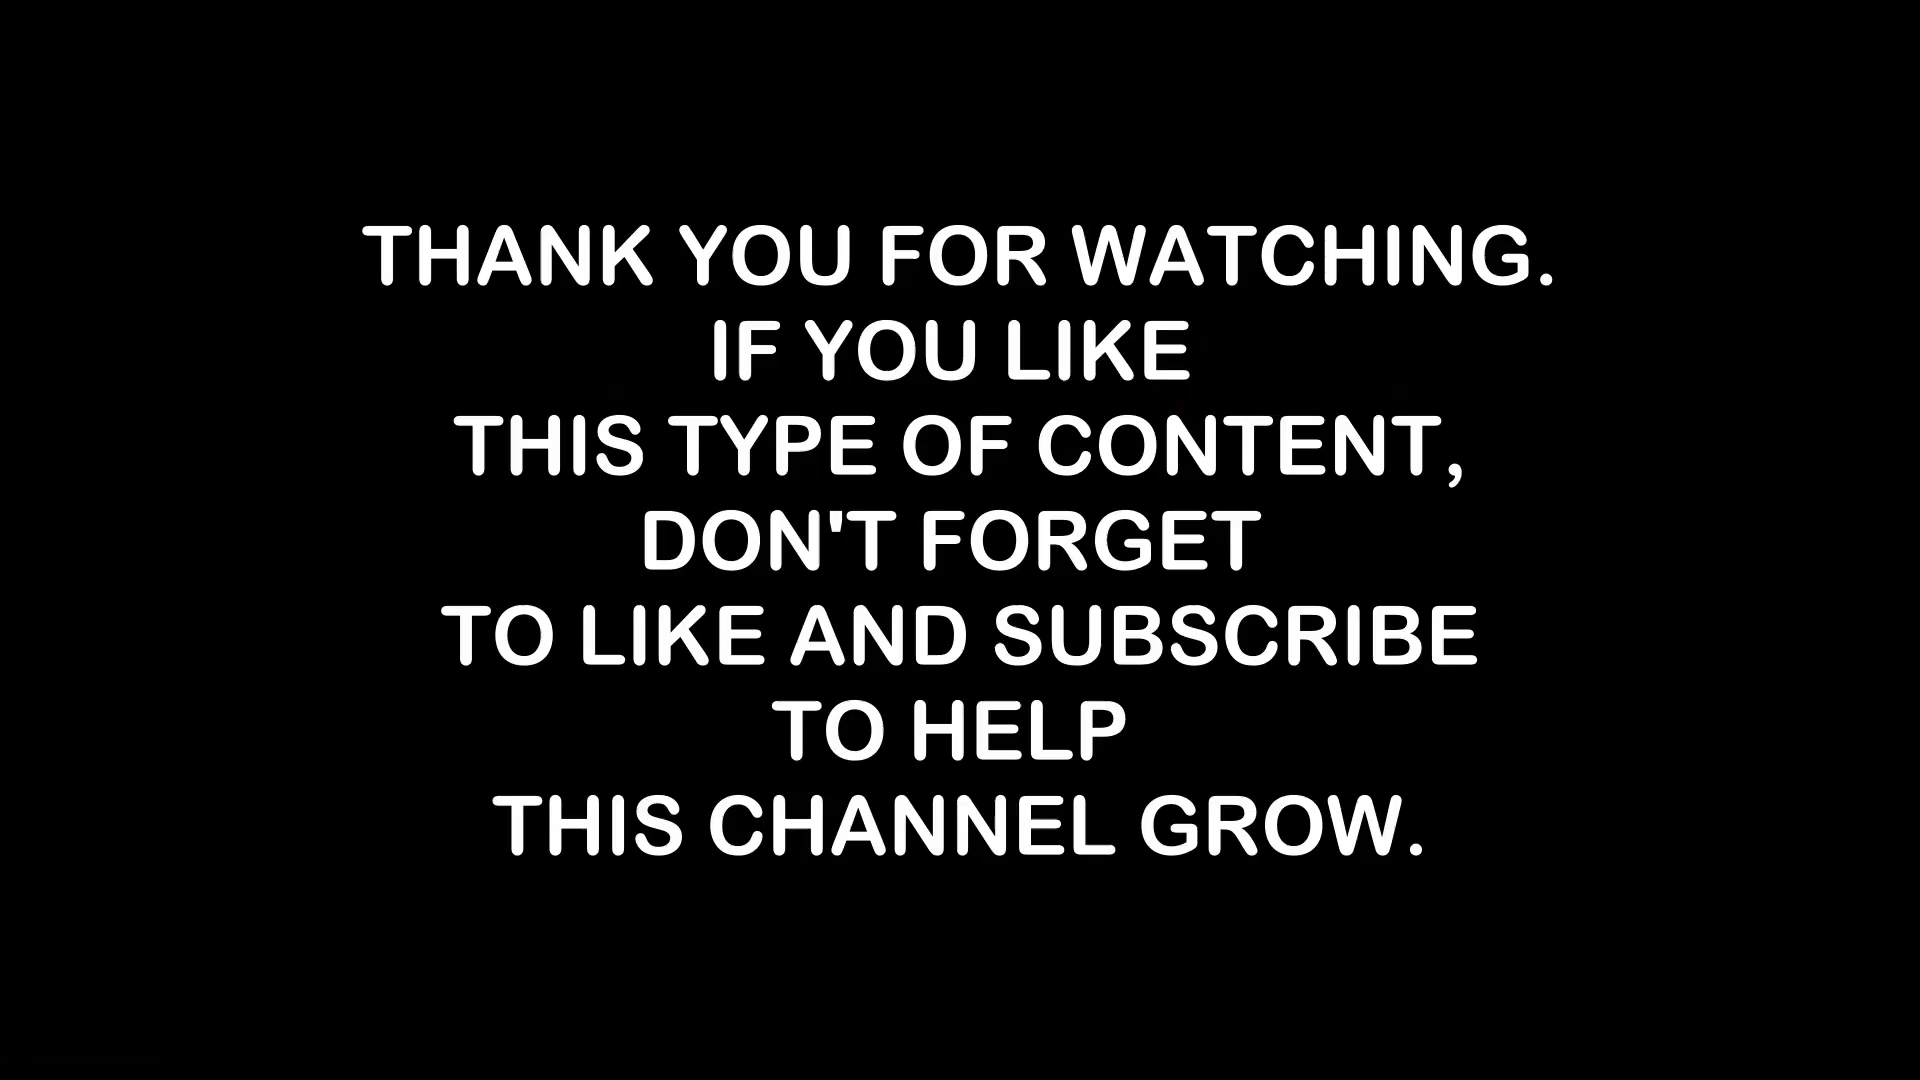 THANK YOU FOR WATCHING.
IF YOU LIKE
THIS TYPE OF CONTENT,
DON'T FORGET
TO LIKE AND SUBSCRIBE
TO HELP
THIS CHANNEL GROW.